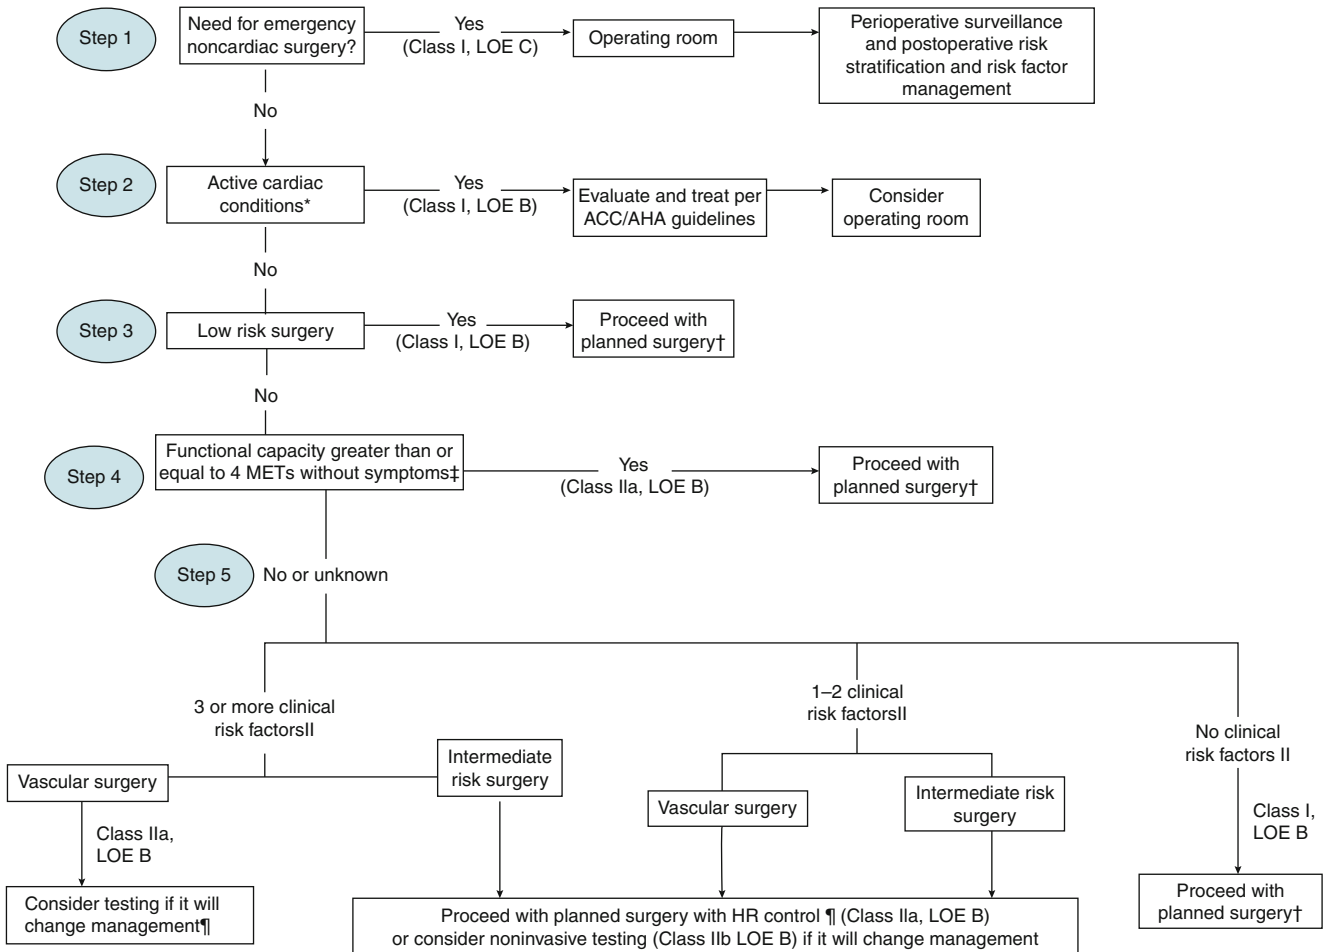 Step 1
Need for emergency
noncardiac surgery?
Yes
(Class I, LOE C)
Operating room
Perioperative surveillance
and postoperative risk
stratification and risk factor
management
No
Step 2
Active cardiac
conditions*
Yes
(Class I, LOE B)
Evaluate and treat per
ACC/AHA guidelines
Consider
operating room
No
Step 3
Low risk surgery
Yes
(Class I, LOE B)
Proceed with
planned surgery†
No
Step 4
Functional capacity greater than or
equal to 4 METs without symptoms‡
Yes
(Class IIa, LOE B)
Proceed with
planned surgery†
Step 5
No or unknown
3 or more clinical
risk factorsII
Vascular surgery
Class IIa,
LOE B
Consider testing if it will
change management¶
Intermediate
risk surgery
1–2 clinical
risk factorsII
Vascular surgery
Intermediate risk
surgery
Proceed with planned surgery with HR control ¶ (Class IIa, LOE B)
or consider noninvasive testing (Class IIb LOE B) if it will change management
No clinical
risk factors II
Class I,
LOE B
Proceed with
planned surgery†